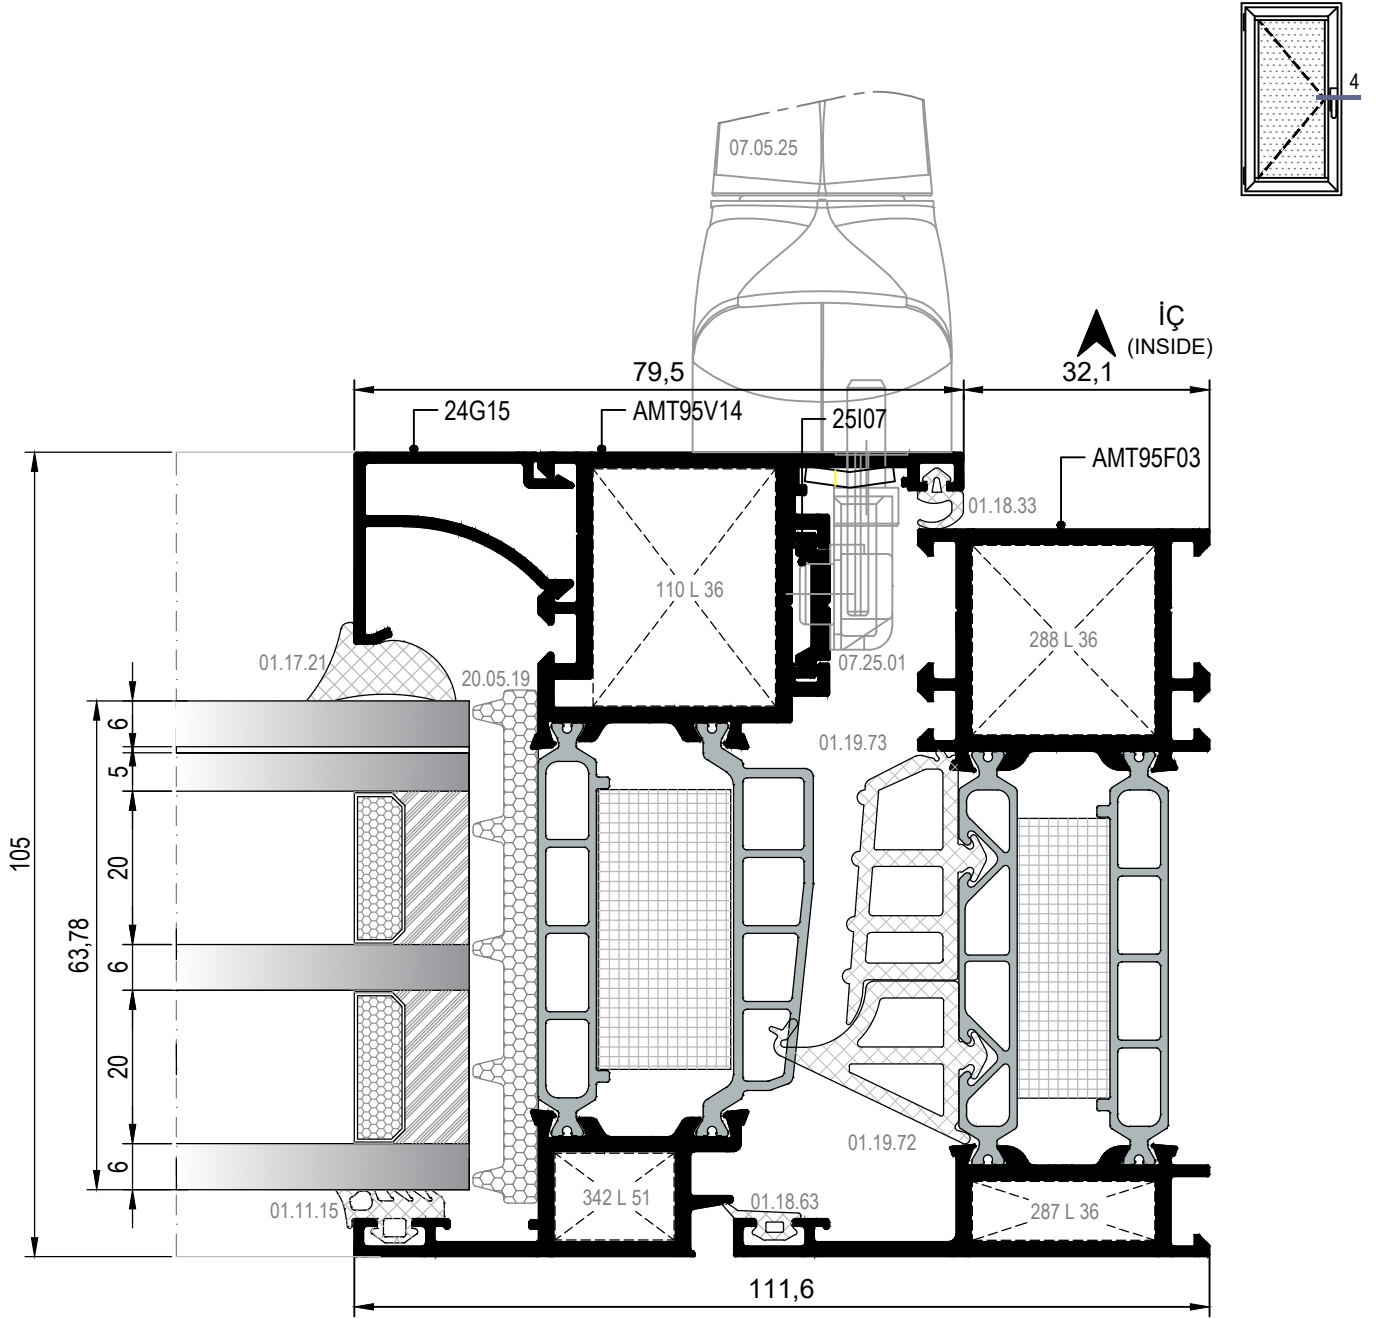 4
07.05.25
İÇ
(INSIDE)
79,5
32,1
24G15
AMT95V14
25I07
AMT95F03
01.18.33
110 L 36
288 L 36
01.17.21
20.05.19
07.25.01
6
01.19.73
5
105
20
63,78
6
20
01.19.72
6
342 L 51
01.18.63
287 L 36
01.11.15
111,6